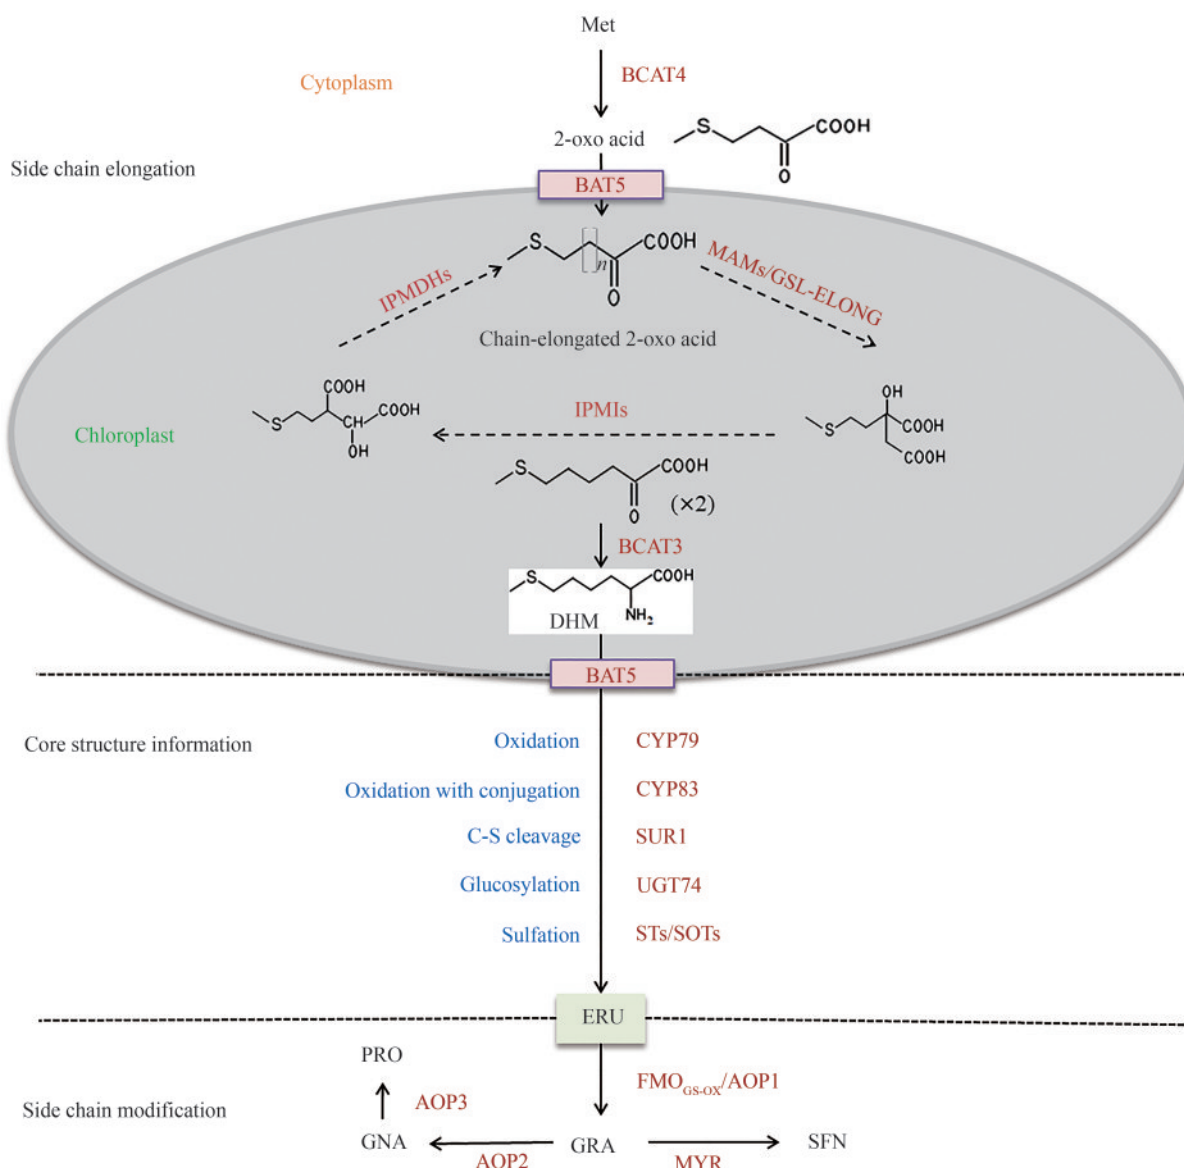 Met
BCAT4
Cytoplasm
2-oxo acid
S
COOH
O
Side chain elongation
BAT5
S
COOH
n
O
MAMs/GSL-ELONG
IPMDHs
Chain-elongated 2-oxo acid
COOH
COOH
S
CH
OH
Chloroplast
IPMIs
OH
S
COOH
COOH
S
COOH
O
(×2)
BCAT3
S
COOH
NH2
DHM
BAT5
Core structure information
Oxidation
CYP79
Oxidation with conjugation
CYP83
C-S cleavage
SUR1
Glucosylation
UGT74
Sulfation
STs/SOTs
ERU
PRO
FMOGS-OX/AOP1
Side chain modification
AOP3
GNA
AOP2
GRA
MYR
SFN